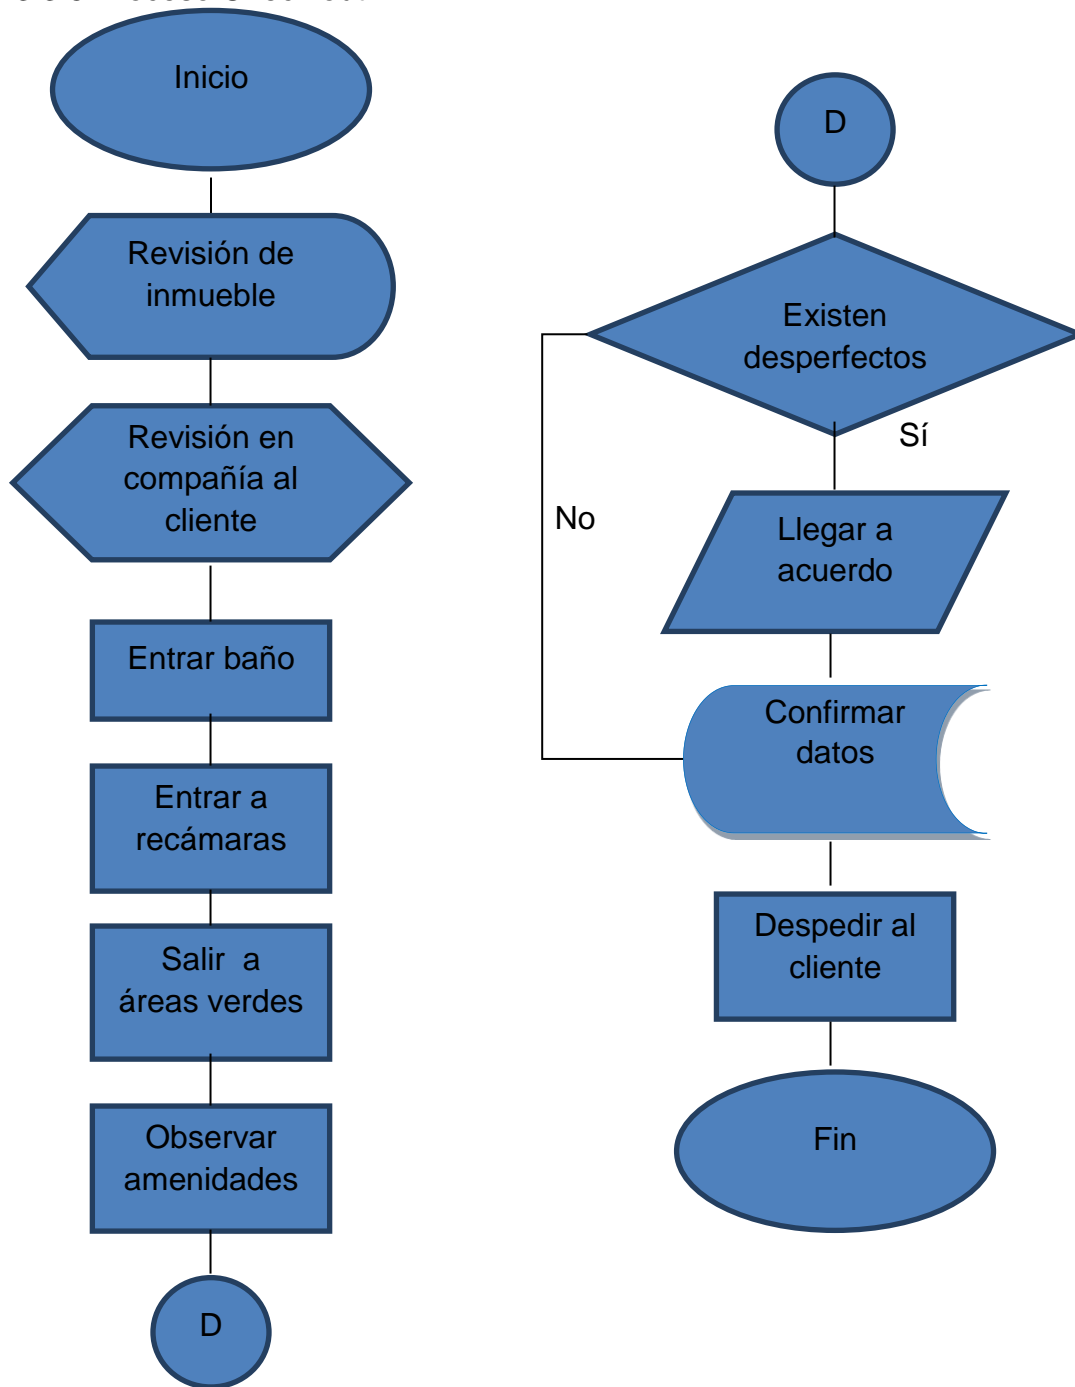 Inicio
Revisión de
inmueble
Revisión en
compañía al
cliente
Entrar baño
Entrar a
recámaras
Salir  a
áreas verdes
Observar
amenidades
D
D
Existen
desperfectos
Sí
No
Llegar a
acuerdo
Confirmar
datos
Despedir al
cliente
Fin